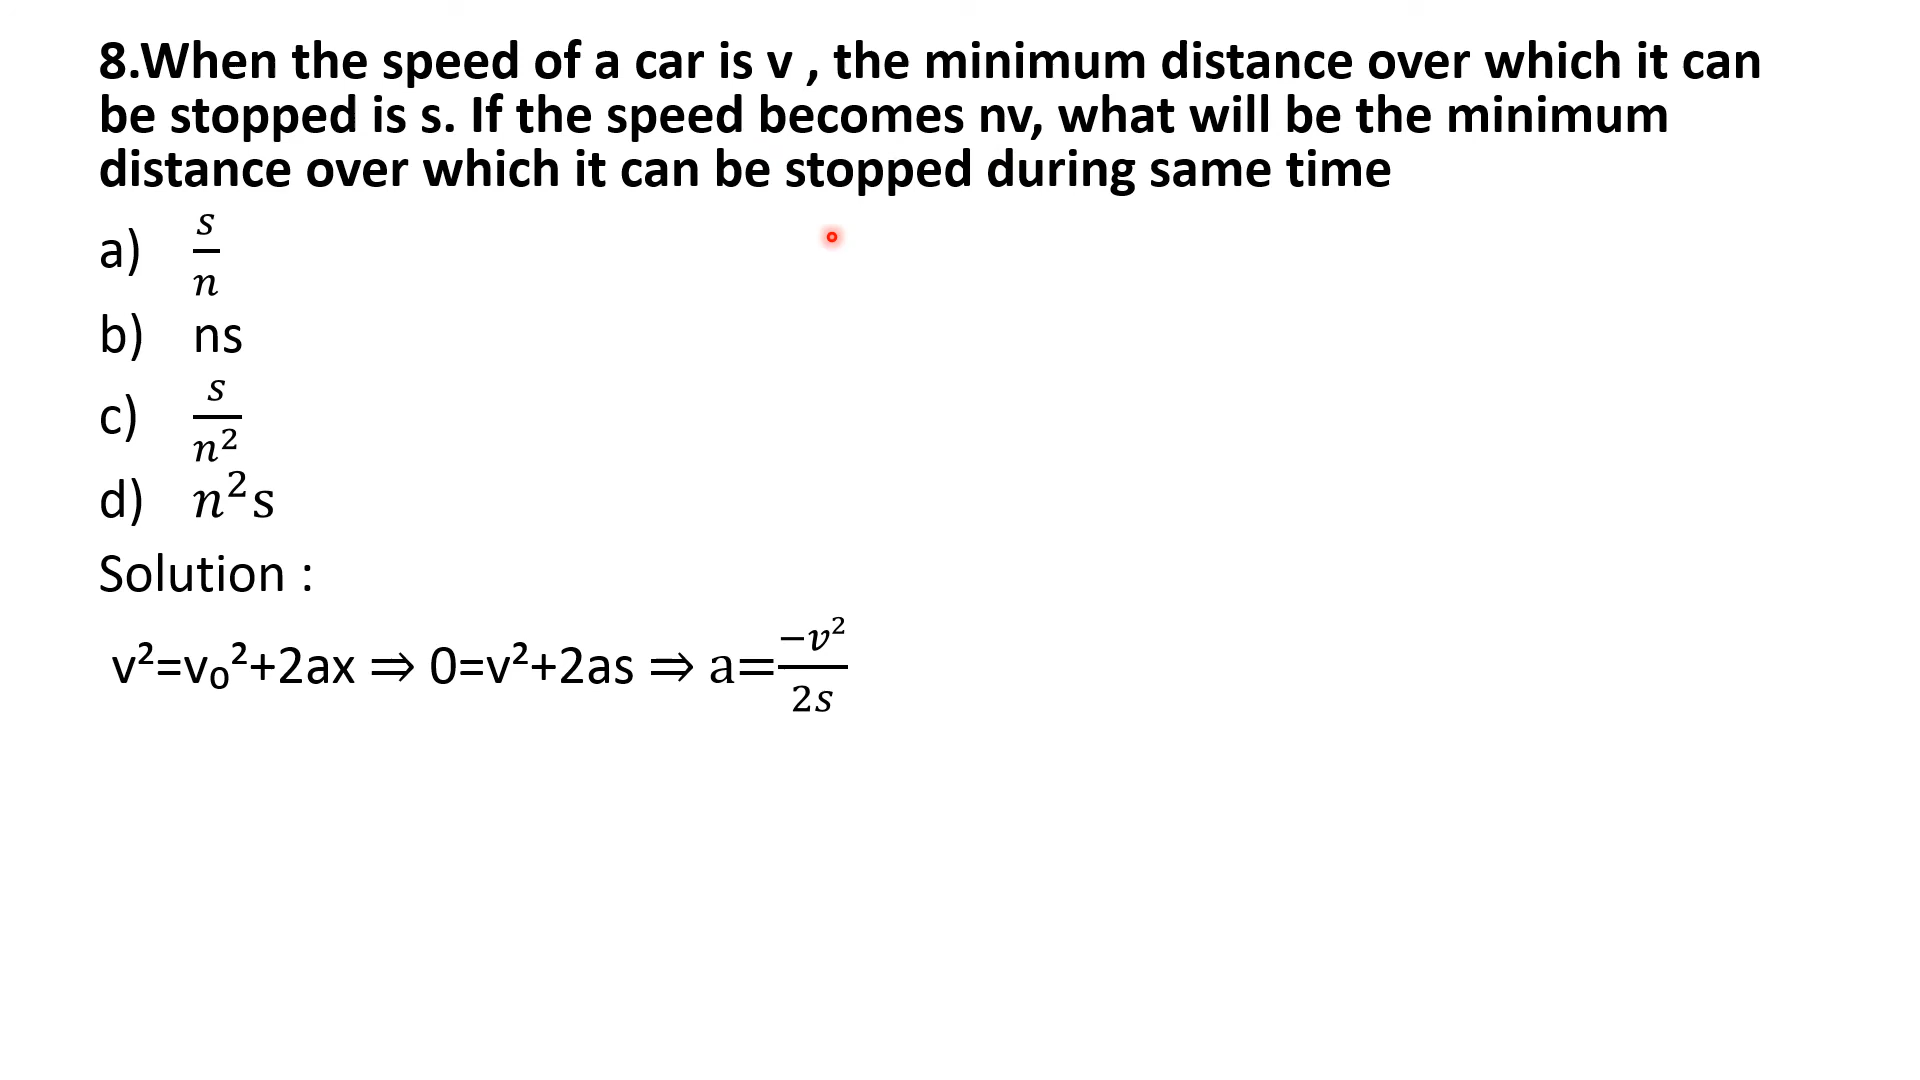 8.When the speed of a car is v , the minimum distance over which it can
be stopped is s. If the speed becomes nv, what will be the minimum
distance over which it can be stopped during same time
a) s/n
b) ns
c) s/n²
d) n²s
Solution :
v²=v₀²+2ax ⇒ 0=v²+2as ⇒ a=−v²/2s